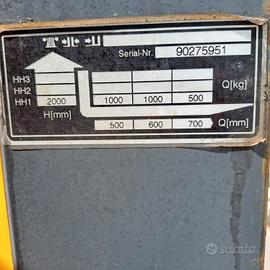 Serial-Nr. 90275951
HH3
HH2 Q[kg]
HH1 2000 1000 1000 500
H[mm] 500 600 700 Q[mm]
subito